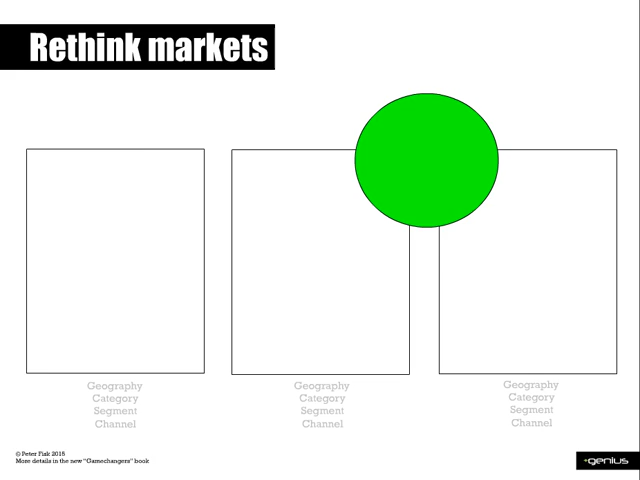 Rethink markets
Geography
Category
Segment
Channel
Geography
Category
Segment
Channel
Geography
Category
Segment
Channel
© Peter Fisk 2015
More details in the new "Gamechangers" book
genius